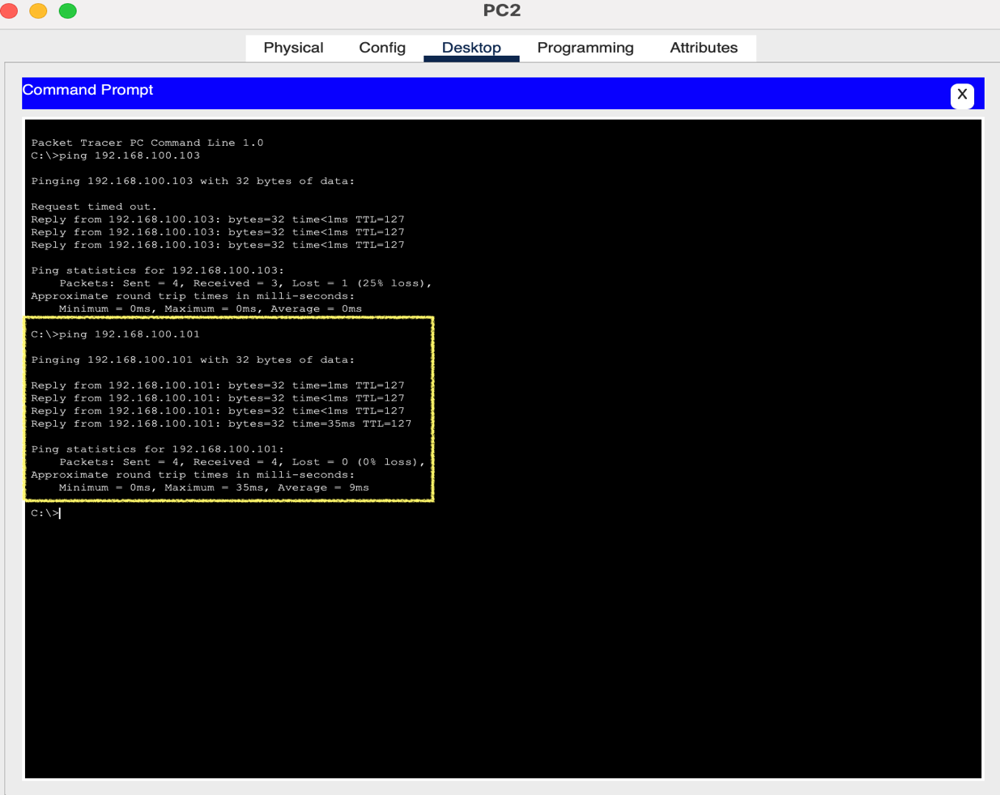 PC2
Physical Config Desktop Programming Attributes
Command Prompt
X
Packet Tracer PC Command Line 1.0
C:\>ping 192.168.100.103
Pinging 192.168.100.103 with 32 bytes of data:
Request timed out.
Reply from 192.168.100.103: bytes=32 time<1ms TTL=127
Reply from 192.168.100.103: bytes=32 time<1ms TTL=127
Reply from 192.168.100.103: bytes=32 time<1ms TTL=127
Ping statistics for 192.168.100.103:
    Packets: Sent = 4, Received = 3, Lost = 1 (25% loss),
Approximate round trip times in milli-seconds:
    Minimum = 0ms, Maximum = 0ms, Average = 0ms
C:\>ping 192.168.100.101
Pinging 192.168.100.101 with 32 bytes of data:
Reply from 192.168.100.101: bytes=32 time=1ms TTL=127
Reply from 192.168.100.101: bytes=32 time<1ms TTL=127
Reply from 192.168.100.101: bytes=32 time<1ms TTL=127
Reply from 192.168.100.101: bytes=32 time=35ms TTL=127
Ping statistics for 192.168.100.101:
    Packets: Sent = 4, Received = 4, Lost = 0 (0% loss),
Approximate round trip times in milli-seconds:
    Minimum = 0ms, Maximum = 35ms, Average = 9ms
C:\>